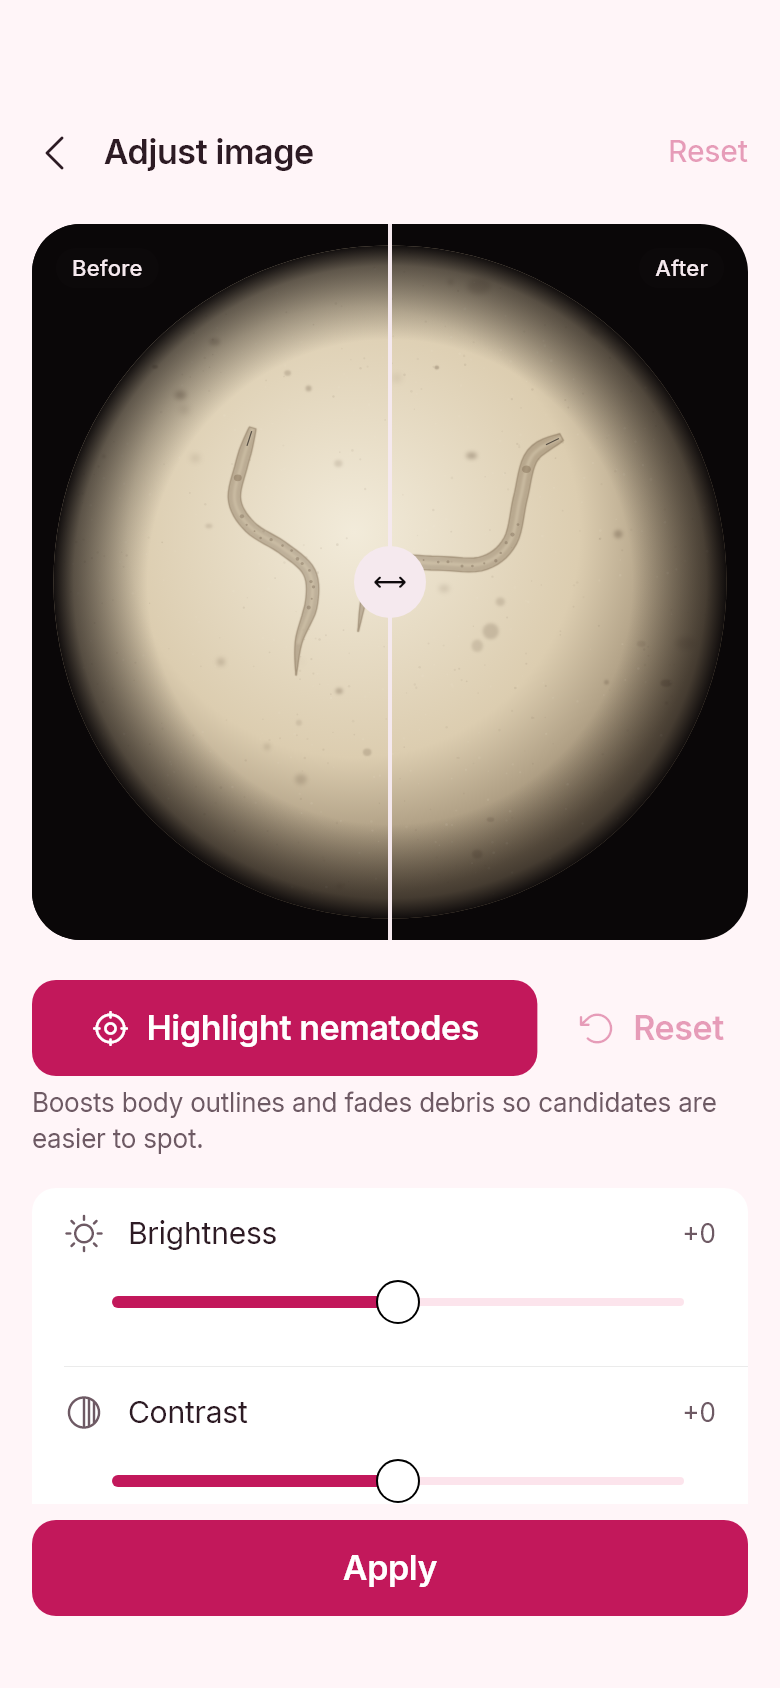 Adjust image
Reset
Before
After
Highlight nematodes
Reset
Boosts body outlines and fades debris so candidates are
easier to spot.
Brightness
+0
Contrast
+0
Apply